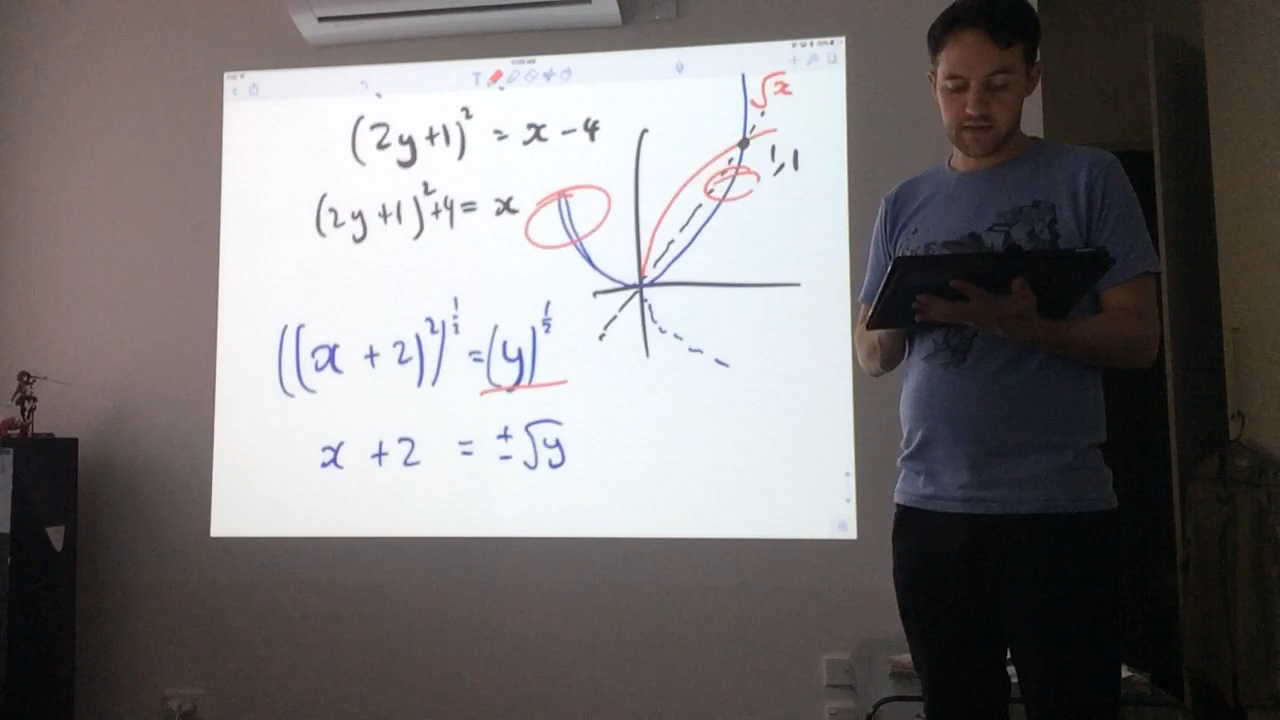 (2y+1)² = x − 4
(2y+1)²+4 = x
√x
1,1
((x + 2)²)^½ = (y)^½
x + 2 = ±√y